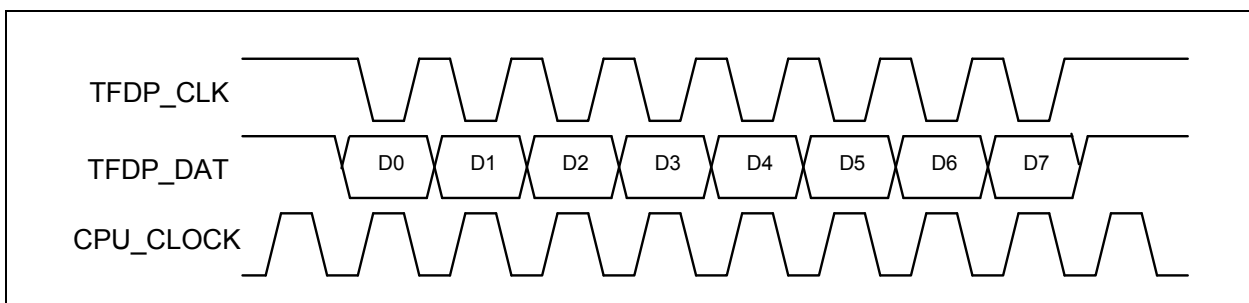 TFDP_CLK
TFDP_DAT D0 D1 D2 D3 D4 D5 D6 D7
CPU_CLOCK